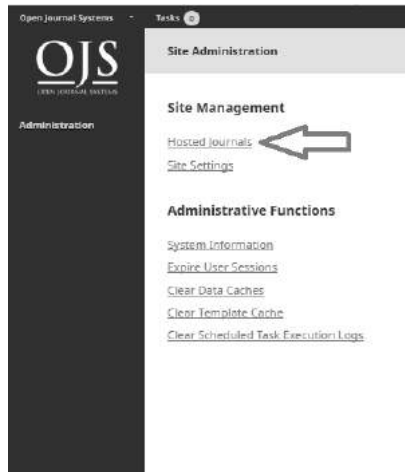 Open Journal Systems
Tasks 0
OJS
OPEN JOURNAL SYSTEMS
Administration
Site Administration
Site Management
Hosted Journals
Site Settings
Administrative Functions
System Information
Expire User Sessions
Clear Data Caches
Clear Template Cache
Clear Scheduled Task Execution Logs